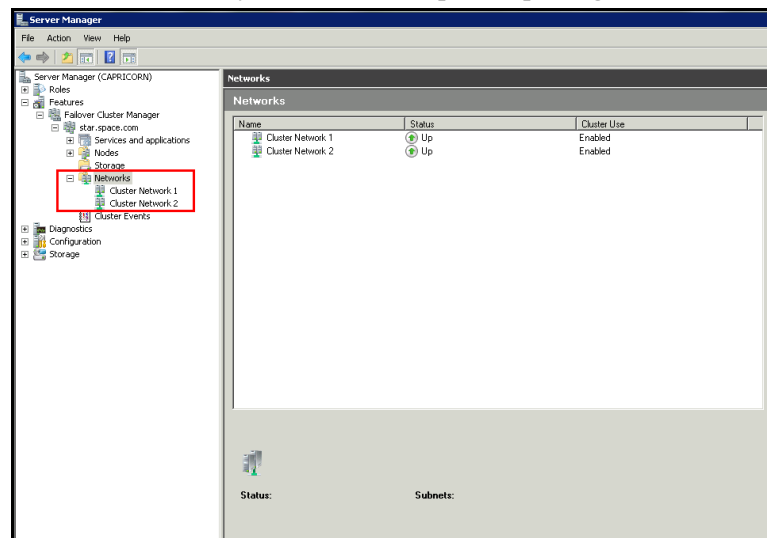 Server Manager
File Action View Help
Server Manager (CAPRICORN)
Roles
Features
Failover Cluster Manager
star.space.com
Services and applications
Nodes
Storage
Networks
Cluster Network 1
Cluster Network 2
Cluster Events
Diagnostics
Configuration
Storage
Networks
Networks
Name Status Cluster Use
Cluster Network 1 Up Enabled
Cluster Network 2 Up Enabled
Status: Subnets: